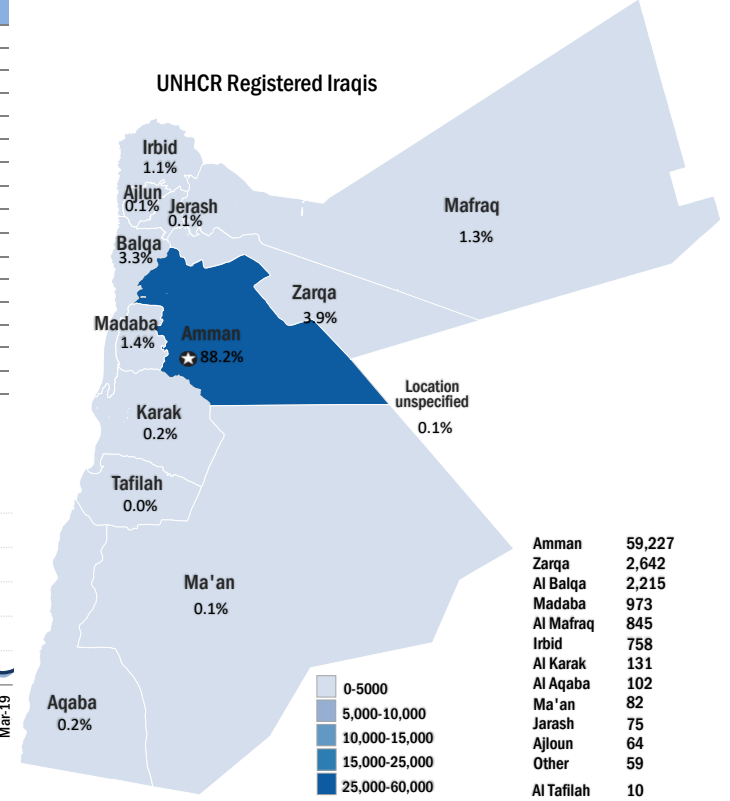 UNHCR Registered Iraqis
Irbid
1.1%
Ajlun
0.1%
Jerash
0.1%
Mafraq
1.3%
Balqa
3.3%
Zarqa
3.9%
Madaba
1.4%
Amman
88.2%
Location
unspecified
0.1%
Karak
0.2%
Tafilah
0.0%
Ma'an
0.1%
Aqaba
0.2%
Mar-19
0-5000
5,000-10,000
10,000-15,000
15,000-25,000
25,000-60,000
Amman 59,227
Zarqa 2,642
Al Balqa 2,215
Madaba 973
Al Mafraq 845
Irbid 758
Al Karak 131
Al Aqaba 102
Ma'an 82
Jarash 75
Ajloun 64
Other 59
Al Tafilah 10